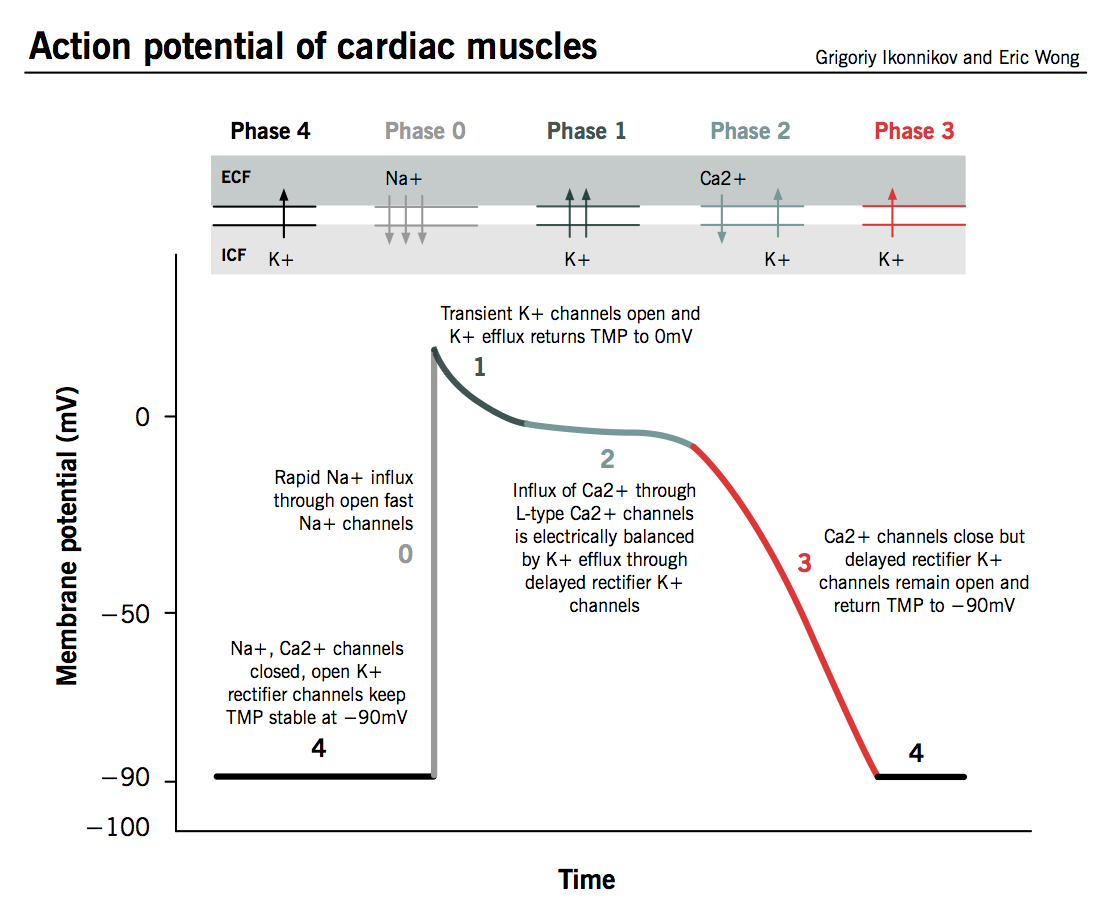 Action potential of cardiac muscles
Grigoriy Ikonnikov and Eric Wong
Phase 4
Phase 0
Phase 1
Phase 2
Phase 3
ECF
Na+
Ca2+
ICF
K+
K+
K+
K+
Transient K+ channels open and
K+ efflux returns TMP to 0mV
1
Membrane potential (mV)
0
−50
−90
−100
Rapid Na+ influx
through open fast
Na+ channels
0
2
Influx of Ca2+ through
L-type Ca2+ channels
is electrically balanced
by K+ efflux through
delayed rectifier K+
channels
3
Ca2+ channels close but
delayed rectifier K+
channels remain open and
return TMP to −90mV
Na+, Ca2+ channels
closed, open K+
rectifier channels keep
TMP stable at −90mV
4
4
Time